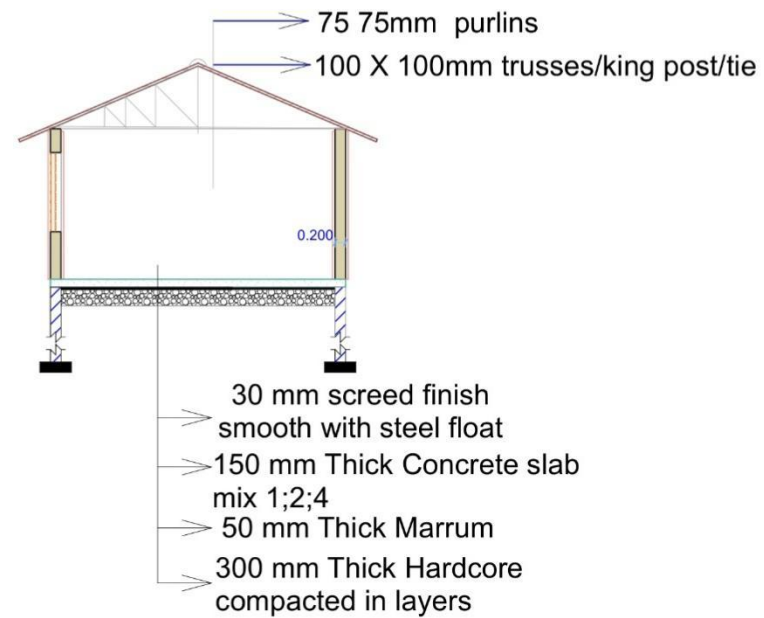 75 75mm purlins
100 X 100mm trusses/king post/tie
0.200
30 mm screed finish
smooth with steel float
150 mm Thick Concrete slab
mix 1;2;4
50 mm Thick Marrum
300 mm Thick Hardcore
compacted in layers